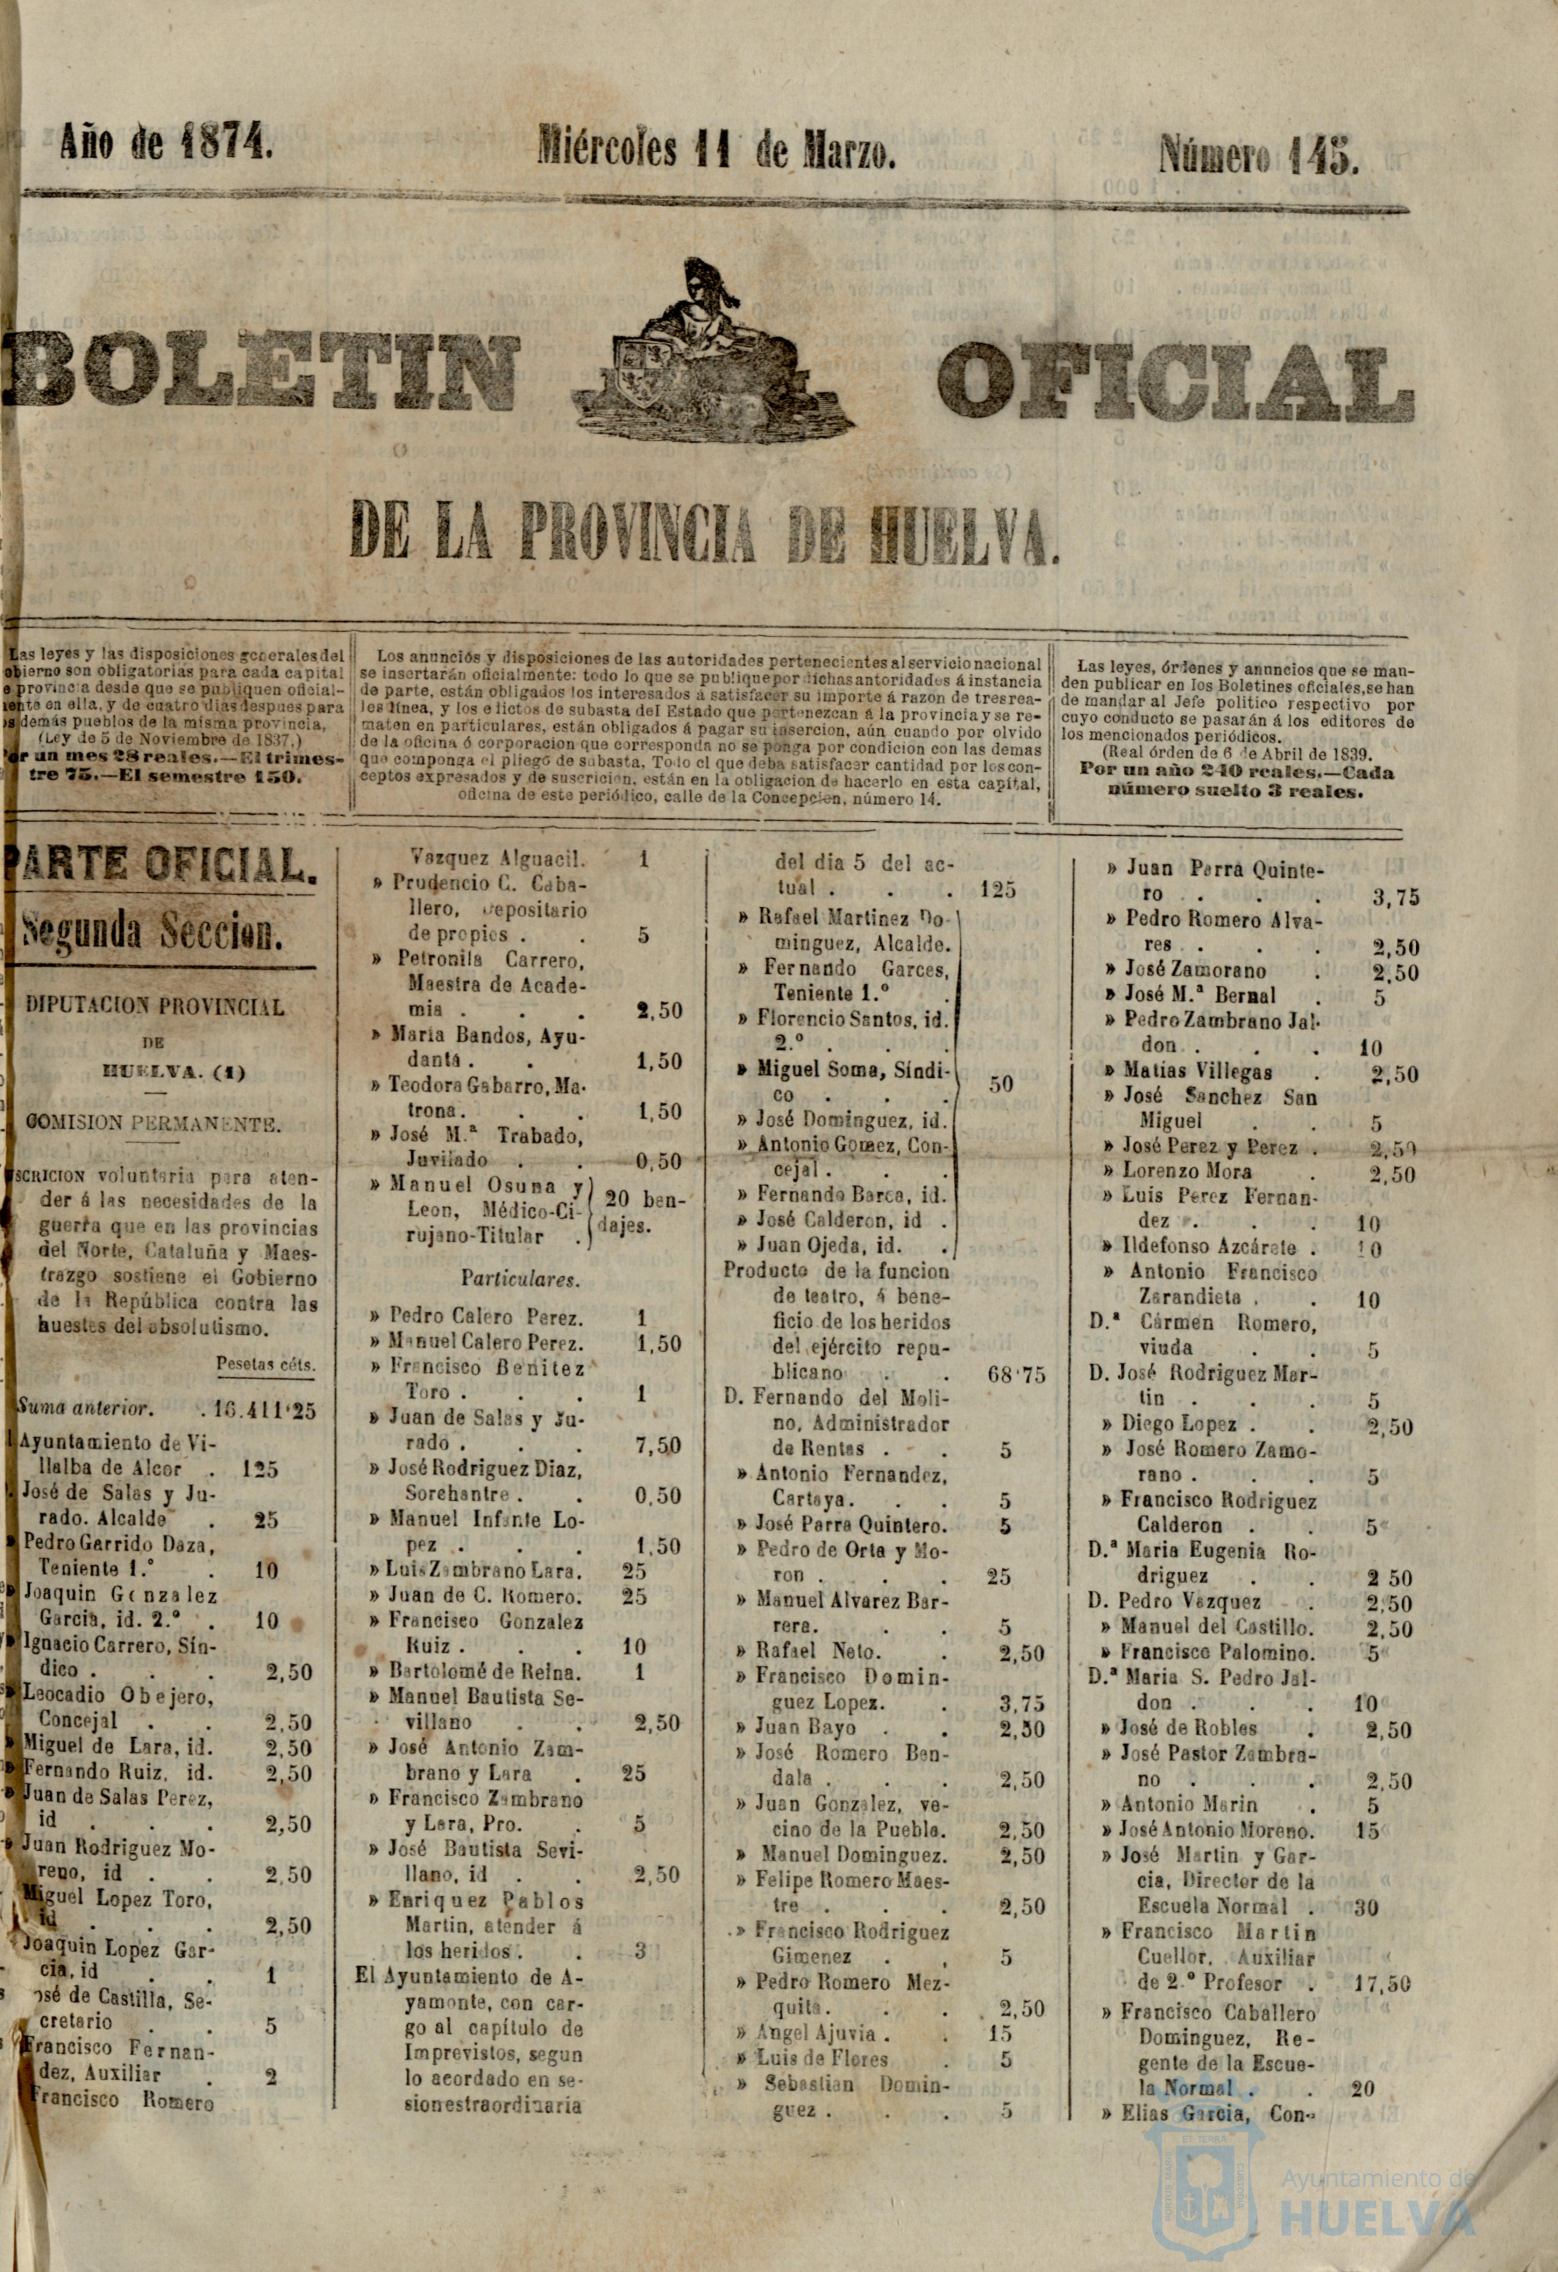 Año de 1874.
Miércoles 11 de Marzo.
Número 145.
BOLETIN OFICIAL
DE LA PROVINCIA DE HUELVA.
Las leyes y las disposiciones generales del
obierno son obligatorias para cada capital
e provincia desde que se publiquen oficial-
iente en ella, y de cuatro dias despues para
os demás pueblos de la misma provincia,
(Ley de 5 de Noviembre de 1837.)
or un mes 28 reales.—El trimes-
tre 75.—El semestre 150.
Los anunciós y disposiciones de las autoridades pertenecientes al servicio nacional
se insertarán oficialmente: todo lo que se publique por dichas antoridades á instancia
de parte, están obligados los interesados á satisfacer su importe á razon de tres rea-
les línea, y los edictos de subasta del Estado que pertenezcan á la provincia y se re-
maten en particulares, están obligados á pagar su insercion, aún cuando por olvido
de la oficina ó corporacion que corresponda no se ponga por condicion con las demas
que componga el pliego de subasta, Todo el que deba satisfacer cantidad por los con-
ceptos expresados y de suscricion, están en la obligacion de hacerlo en esta capital,
oficina de este periódico, calle de la Concepcion, número 14.
Las leyes, órdenes y anuncios que se man-
den publicar en los Boletines oficiales, se han
de mandar al Jefe politico respectivo por
cuyo conducto se pasarán á los editores de
los mencionados periódicos.
(Real órden de 6 de Abril de 1839.
Por un año 240 reales.—Cada
número suelto 3 reales.
PARTE OFICIAL.
Segunda Seccion.
DIPUTACION PROVINCIAL
DE
HUELVA. (1)
COMISION PERMANENTE.
SCRICION voluntaria para aten-
der á las necesidades de la
guerra que en las provincias
del Norte, Cataluña y Maes-
trazgo sostiene el Gobierno
de la República contra las
huestes del absolutismo.
Pesetas cénts.
Suma anterior. . 16.411'25
Ayuntamiento de Vi-
llalba de Alcor . 125
José de Salas y Ju-
rado. Alcalde . 25
Pedro Garrido Daza,
Teniente 1.º . 10
» Joaquin Gonzalez
Garcia, id. 2.º . 10
» Ignacio Carrero, Sín-
dico . . . 2,50
» Leocadio Obejero,
Concejal . . 2,50
» Miguel de Lara, id. 2,50
» Fernando Ruiz, id. 2,50
» Juan de Salas Perez,
id . . . 2,50
» Juan Rodriguez Mo-
reno, id . . 2,50
Miguel Lopez Toro,
id . . . 2,50
Joaquin Lopez Gar-
cia, id . . 1
osé de Castilla, Se-
cretario . . 5
Francisco Fernan-
dez, Auxiliar . 2
Francisco Romero
Vazquez Alguacil. 1
» Prudencio C. Caba-
llero, Depositario
de propios . . 5
» Petronila Carrero,
Maestra de Acade-
mia . . . 2,50
» Maria Bandos, Ayu-
danta . . 1,50
» Teodora Gabarro, Ma-
trona. . . 1,50
» José M.ª Trabado,
Juvilado . . 0,50
» Manuel Osuna y
Leon, Médico-Ci-
rujano-Titular .
20 ben-
dajes.
Particulares.
» Pedro Calero Perez. 1
» Manuel Calero Perez. 1,50
» Francisco Benitez
Toro . . . 1
» Juan de Salas y Ju-
rado . . . 7,50
» José Rodriguez Diaz,
Sorchantre . . 0,50
» Manuel Infante Lo-
pez . . . 1,50
» Luis Zambrano Lara. 25
» Juan de C. Romero. 25
» Francisco Gonzalez
Ruiz . . . 10
» Bartolomé de Reina. 1
» Manuel Bautista Se-
villano . . 2,50
» José Antonio Zam-
brano y Lara . 25
» Francisco Zambrano
y Lara, Pro. . 5
» José Bautista Sevi-
llano, id . . 2,50
» Enriquez Pablos
Martin, atender á
los heridos . . 3
El Ayuntamiento de A-
yamonte, con car-
go al capítulo de
Imprevistos, segun
lo acordado en se-
sion estraordinaria
del dia 5 del ac-
tual . . . 125
» Rafael Martinez Do-
minguez, Alcalde.
» Fernando Garces,
Teniente 1.º .
» Florencio Santos, id.
2.º . . .
» Miguel Soma, Síndi-
co . . .
50
» José Dominguez, id.
» Antonio Gomez, Con-
cejal . . .
» Fernando Barca, id.
» José Calderon, id .
» Juan Ojeda, id. .
Producto de la funcion
de teatro, á bene-
ficio de los heridos
del ejército repu-
blicano . . 68'75
D. Fernando del Moli-
no, Administrador
de Rentas . . 5
» Antonio Fernandez,
Cartaya. . . 5
» José Parra Quintero. 5
» Pedro de Orta y Mo-
ron . . . 25
» Manuel Alvarez Bar-
rera. . . 5
» Rafael Neto. . 2,50
» Francisco Domin-
guez Lopez. . 3,75
» Juan Bayo . . 2,50
» José Romero Ben-
dala . . . 2,50
» Juan Gonzalez, ve-
cino de la Puebla. 2,50
» Manuel Dominguez. 2,50
» Felipe Romero Maes-
tre . . . 2,50
» Francisco Rodriguez
Gimenez . . 5
» Pedro Romero Mez-
quita. . . 2,50
» Angel Ajuvia . . 15
» Luis de Flores . 5
» Sebastian Domin-
guez . . . 5
» Juan Parra Quinte-
ro . . . 3,75
» Pedro Romero Alva-
res . . . 2,50
» José Zamorano . 2,50
» José M.ª Bernal . 5
» Pedro Zambrano Jal-
don . . . 10
» Matias Villegas . 2,50
» José Sanchez San
Miguel . . 5
» José Perez y Perez . 2,50
» Lorenzo Mora . 2,50
» Luis Perez Fernan-
dez . . . 10
» Ildefonso Azcárate . 10
» Antonio Francisco
Zarandieta . . 10
D.ª Cármen Romero,
viuda . . 5
D. José Rodriguez Mar-
tin . . . 5
» Diego Lopez . . 2,50
» José Romero Zamo-
rano . . . 5
» Francisco Rodriguez
Calderon . . 5
D.ª Maria Eugenia Ro-
driguez . . 2 50
D. Pedro Vazquez . 2,50
» Manuel del Castillo. 2,50
» Francisco Palomino. 5
D.ª Maria S. Pedro Jal-
don . . . 10
» José de Robles . 2,50
» José Pastor Zambra-
no . . . 2,50
» Antonio Marin . 5
» José Antonio Moreno. 15
» José Martin y Gar-
cia, Director de la
Escuela Normal . 30
» Francisco Martin
Cuellor, Auxiliar
de 2.º Profesor . 17,50
» Francisco Caballero
Dominguez, Re-
gente de la Escue-
la Normal . . 20
» Elias Garcia, Con-
Ayuntamiento de
HUELVA